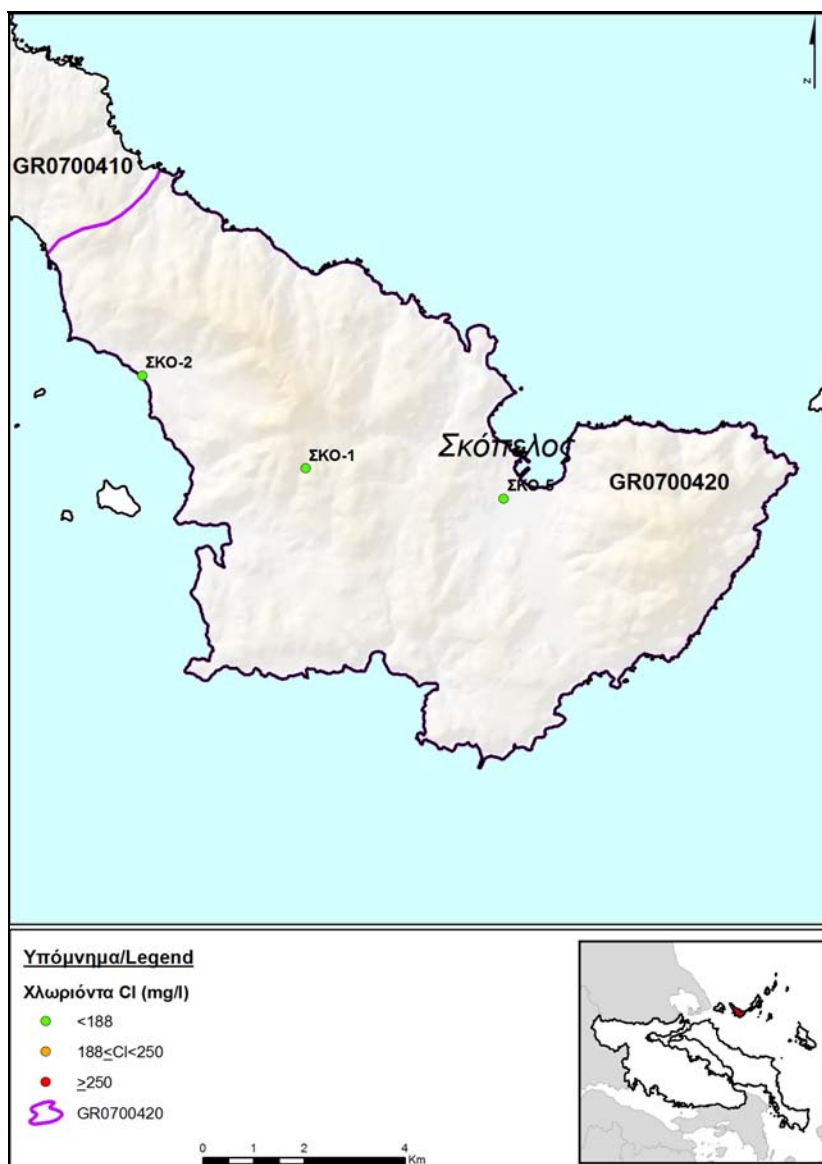 N
GR0700410
ΣΚΟ-2
ΣΚΟ-1
Σκόπελος
ΣΚΟ-5
GR0700420
Υπόμνημα/Legend
Χλωριόντα Cl (mg/l)
<188
188≤Cl<250
≥250
GR0700420
0 1 2 4
Km